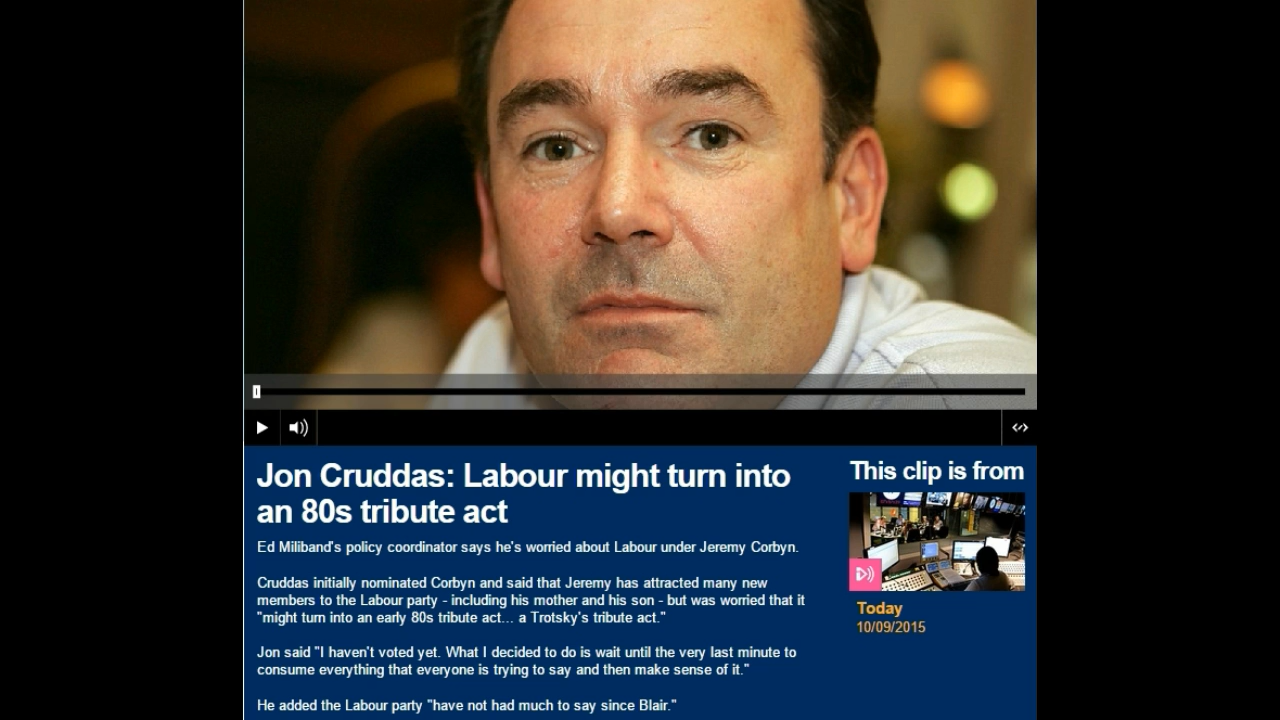 Jon Cruddas: Labour might turn into
an 80s tribute act
Ed Miliband's policy coordinator says he's worried about Labour under Jeremy Corbyn.
Cruddas initially nominated Corbyn and said that Jeremy has attracted many new
members to the Labour party - including his mother and his son - but was worried that it
"might turn into an early 80s tribute act... a Trotsky's tribute act."
Jon said "I haven't voted yet. What I decided to do is wait until the very last minute to
consume everything that everyone is trying to say and then make sense of it."
He added the Labour party "have not had much to say since Blair."
This clip is from
Today
10/09/2015